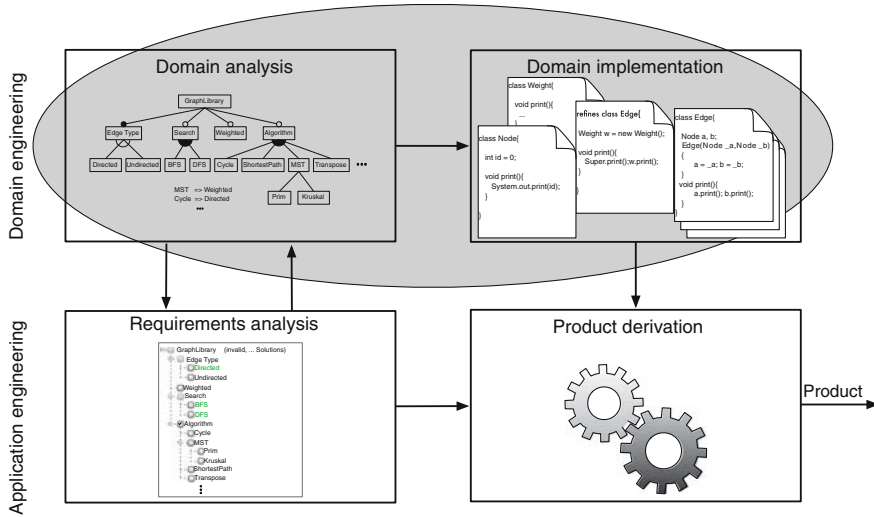 Domain engineering
Domain analysis
GraphLibrary
Edge Type
Search
Weighted
Algorithm
Directed
Undirected
BFS
DFS
Cycle
ShortestPath
MST
Transpose
•••
MST => Weighted
Cycle => Directed
•••
Prim
Kruskal
Domain implementation
class Weight{
void print(){
...
}
class Node{
int id = 0;
void print(){
System.out.print(id);
}
}
refines class Edge{
Weight w = new Weight();
void print(){
Super.print();w.print();
}
}
class Edge{
Node a, b;
Edge(Node _a,Node _b)
{
a = _a; b = _b;
}
void print(){
a.print(); b.print();
}
}
Application engineering
Requirements analysis
GraphLibrary (invalid, ... Solutions)
Edge Type
Directed
Undirected
Weighted
Search
BFS
DFS
Algorithm
Cycle
MST
Prim
Kruskal
ShortestPath
Transpose
Product derivation
Product